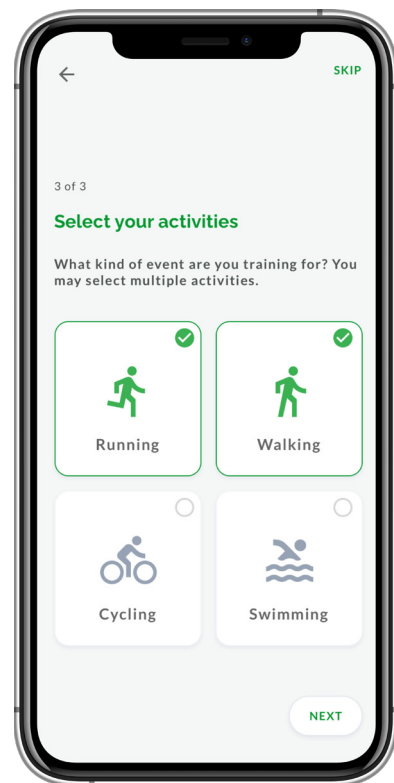 SKIP
3 of 3
Select your activities
What kind of event are you training for? You
may select multiple activities.
Running
Walking
Cycling
Swimming
NEXT